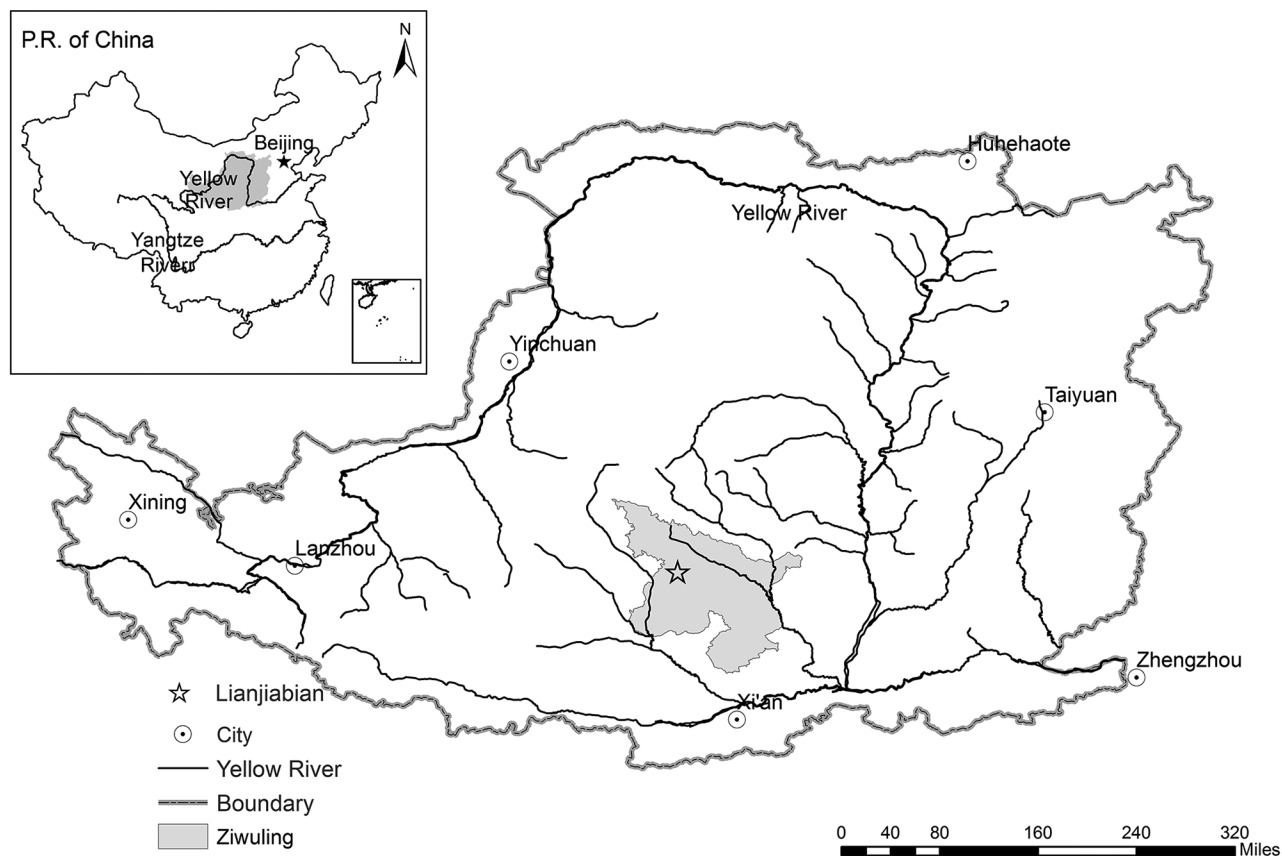 P.R. of China
N
Beijing
Yellow
River
Yangtze
River
Huhehaote
Yellow River
Yinchuan
Taiyuan
Xining
Lanzhou
Zhengzhou
Xi'an
Lianjiabian
City
Yellow River
Boundary
Ziwuling
0 40 80 160 240 320
Miles